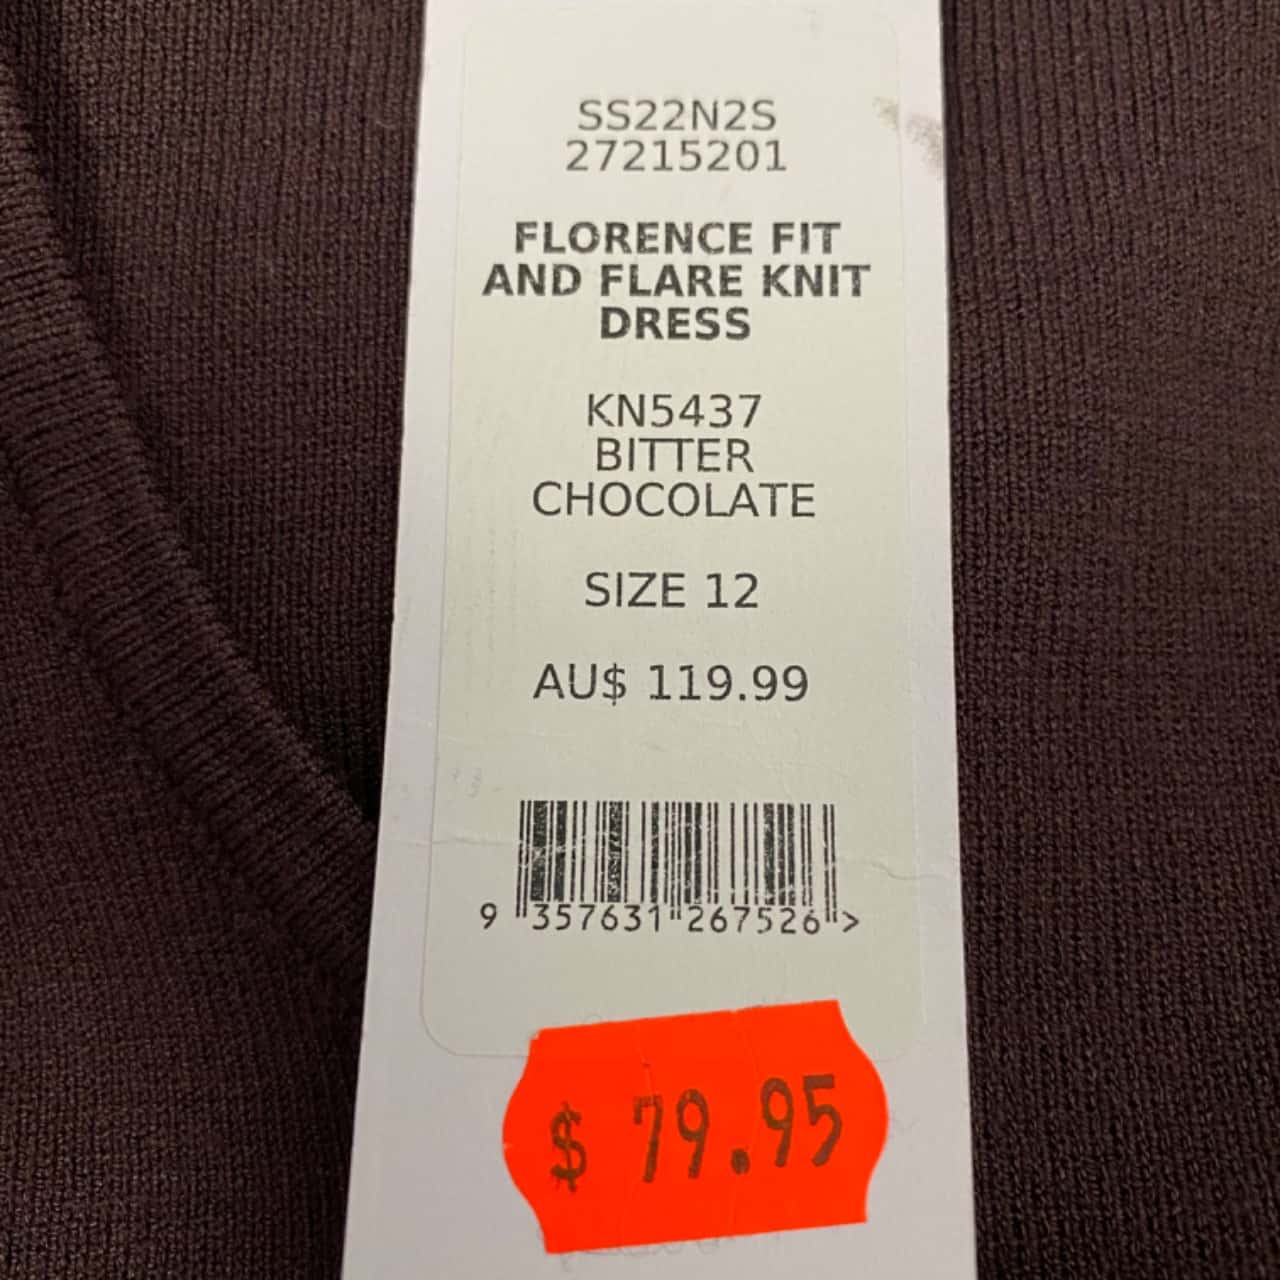 SS22N2S
27215201
FLORENCE FIT
AND FLARE KNIT
DRESS
KN5437
BITTER
CHOCOLATE
SIZE 12
AU$ 119.99
9 357631 267526 >
$ 79.95